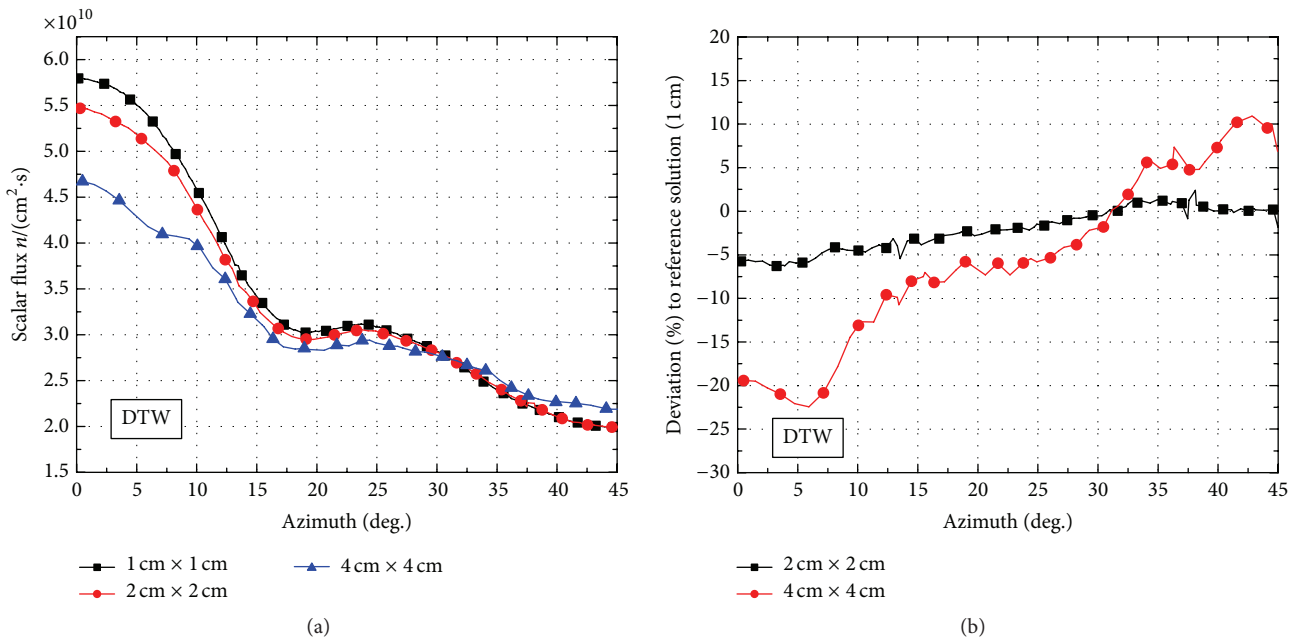 ×10¹⁰
6.0
5.5
5.0
4.5
4.0
3.5
3.0
2.5
2.0
1.5
Scalar flux n/(cm²·s)
DTW
0 5 10 15 20 25 30 35 40 45
Azimuth (deg.)
1 cm × 1 cm
2 cm × 2 cm
4 cm × 4 cm
(a)
20
15
10
5
0
−5
−10
−15
−20
−25
−30
Deviation (%) to reference solution (1 cm)
DTW
0 5 10 15 20 25 30 35 40 45
Azimuth (deg.)
2 cm × 2 cm
4 cm × 4 cm
(b)